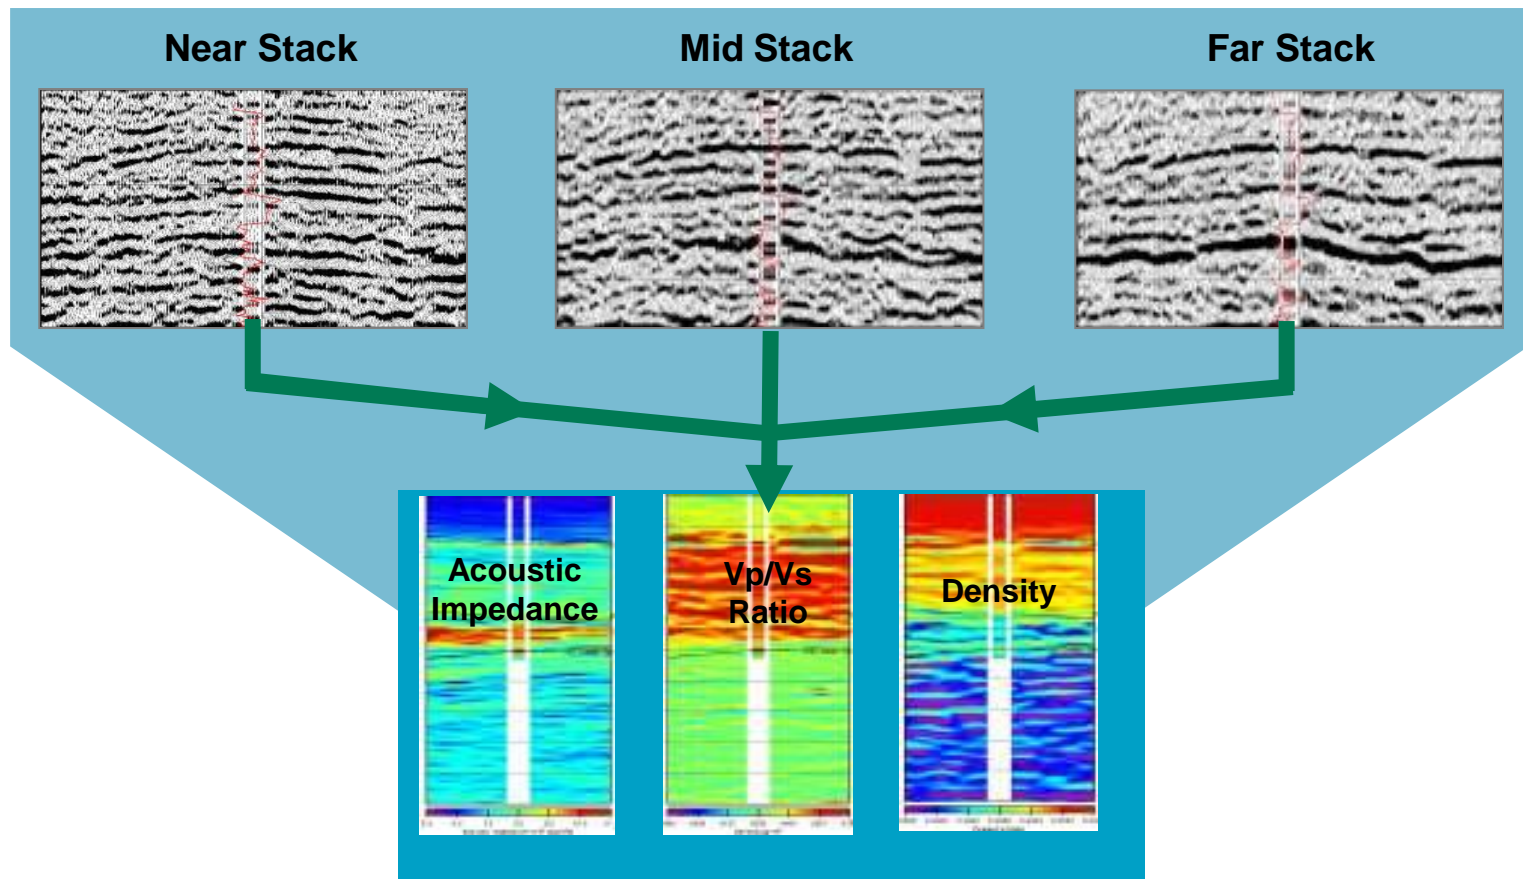 Near Stack
Mid Stack
Far Stack
Acoustic
Impedance
Vp/Vs
Ratio
Density